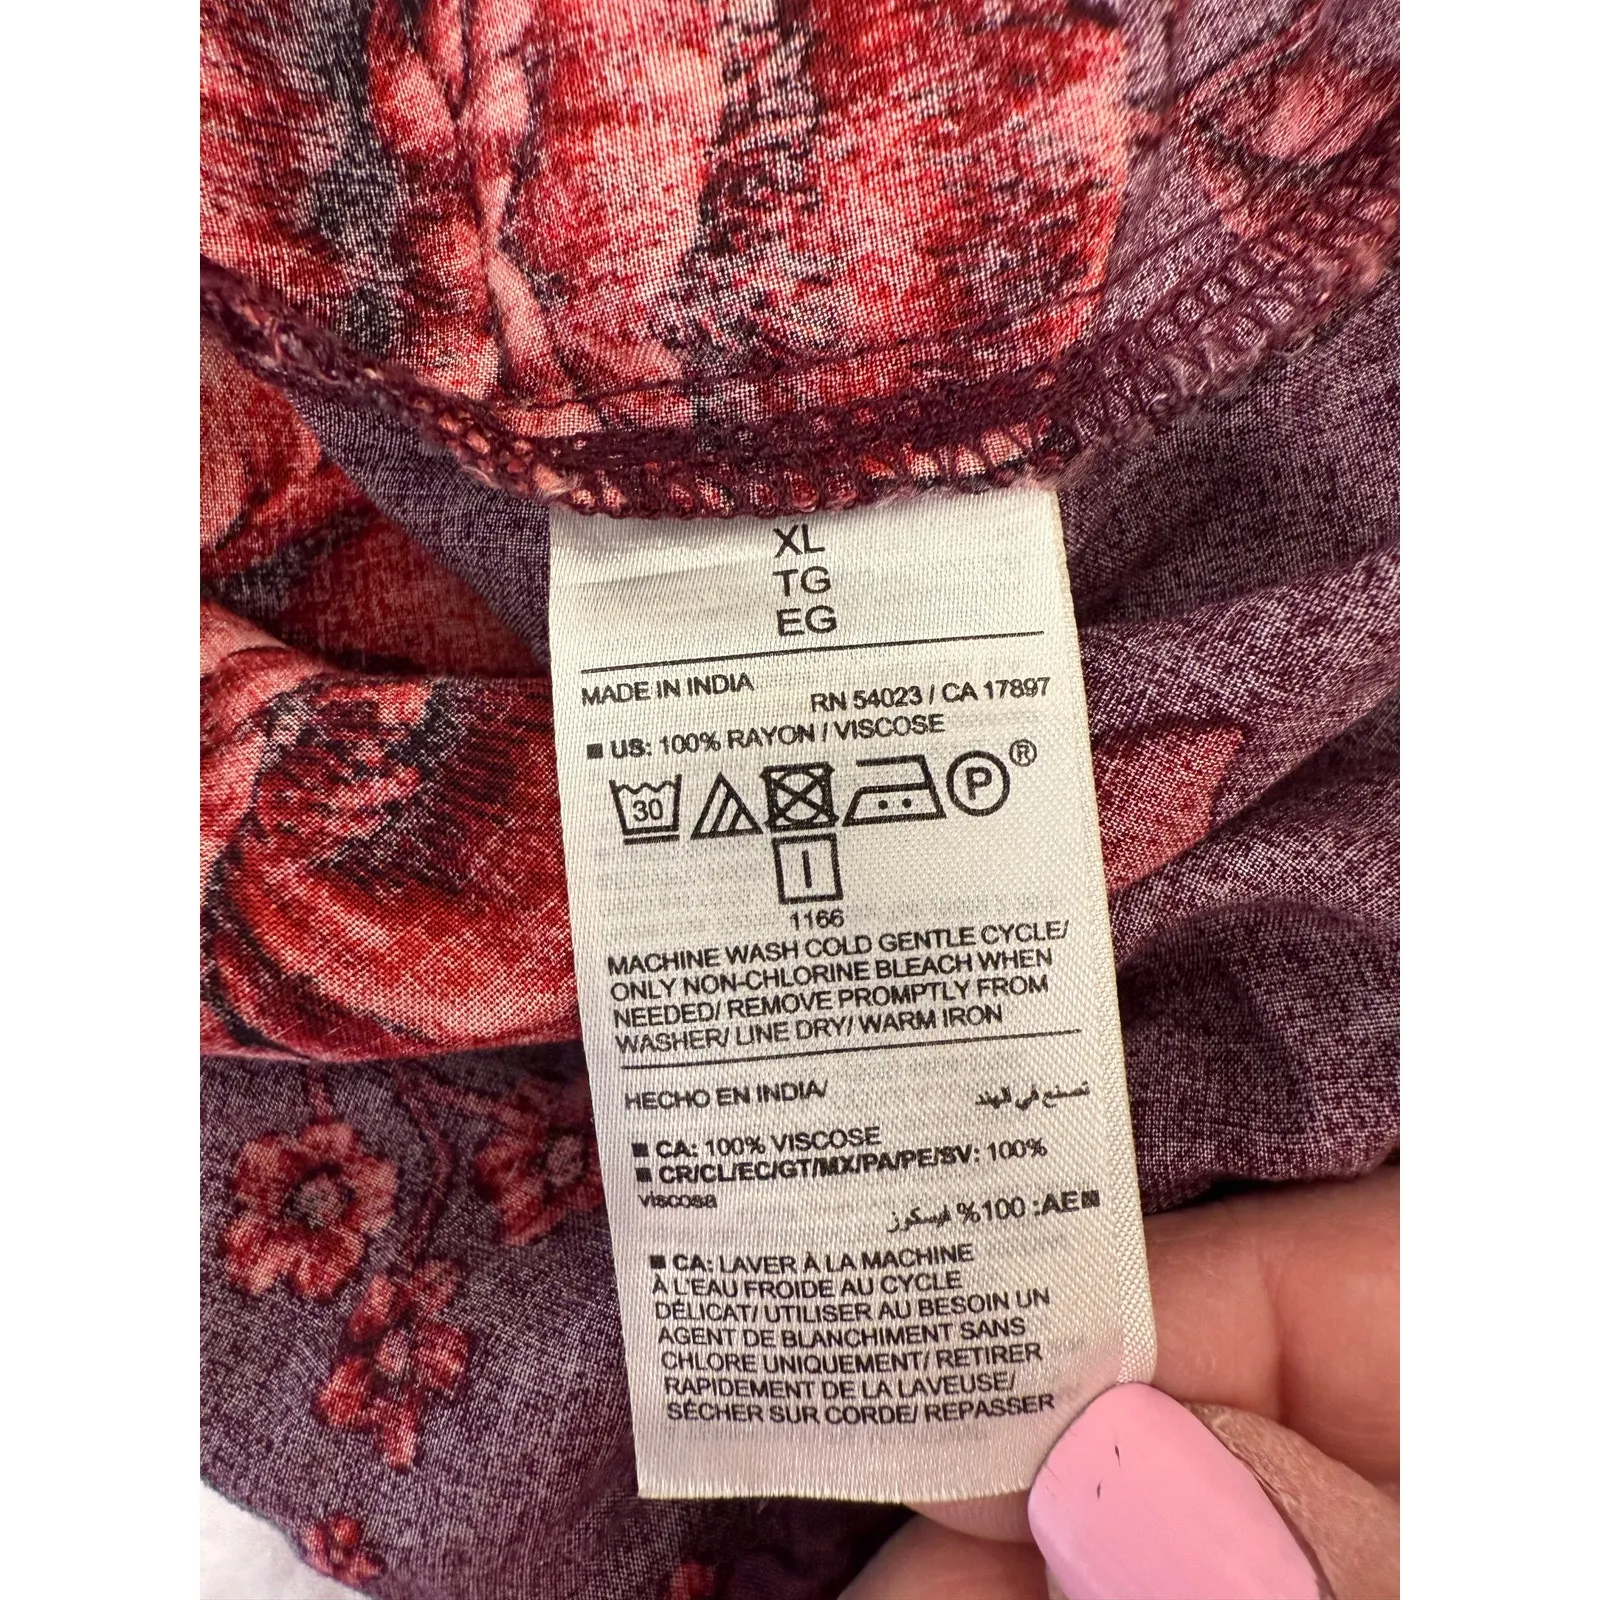 XL
TG
EG
MADE IN INDIA
RN 54023 / CA 17897
■ US: 100% RAYON / VISCOSE
30
P®
1166
MACHINE WASH COLD GENTLE CYCLE/
ONLY NON-CHLORINE BLEACH WHEN
NEEDED/ REMOVE PROMPTLY FROM
WASHER/ LINE DRY/ WARM IRON
HECHO EN INDIA/ تصنع في الهند
■ CA: 100% VISCOSE
■ CR/CL/EC/GT/MX/PA/PE/SV: 100%
viscosa
■AE: 100% فيسكوز
■ CA: LAVER À LA MACHINE
À L'EAU FROIDE AU CYCLE
DÉLICAT/ UTILISER AU BESOIN UN
AGENT DE BLANCHIMENT SANS
CHLORE UNIQUEMENT/ RETIRER
RAPIDEMENT DE LA LAVEUSE/
SÉCHER SUR CORDE/ REPASSER